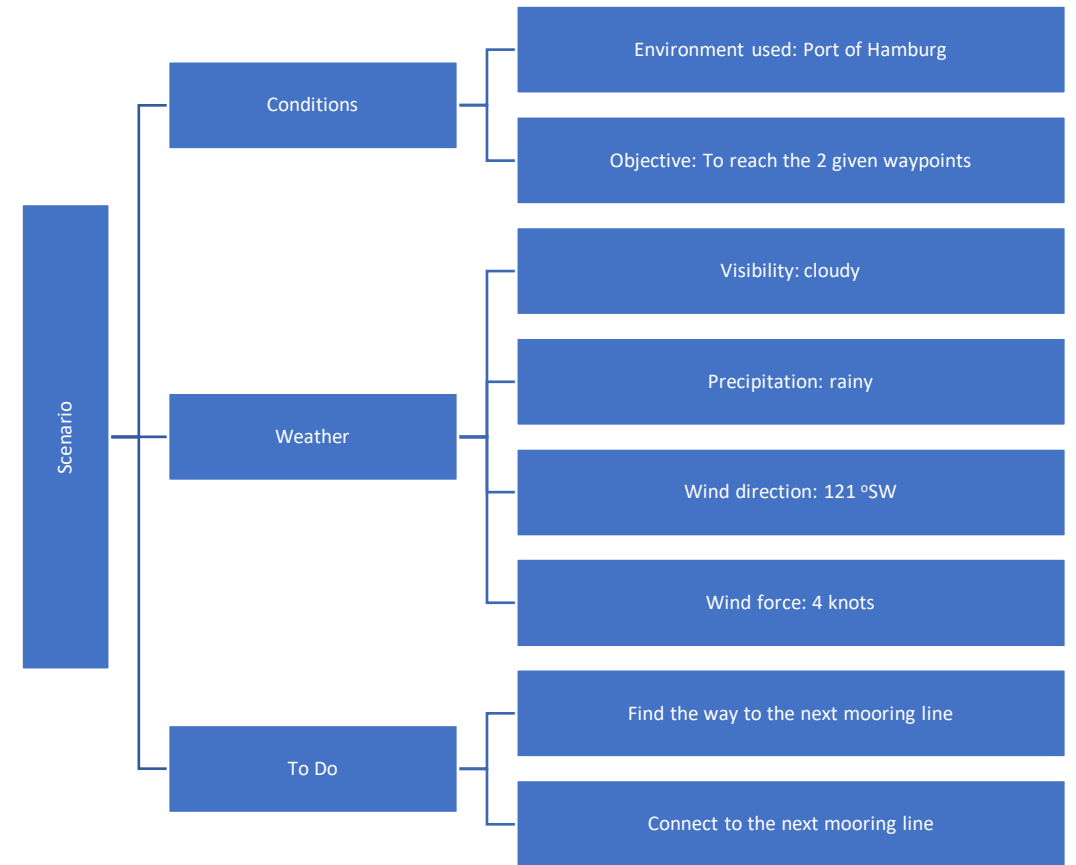 Scenario
Conditions
Environment used: Port of Hamburg
Objective: To reach the 2 given waypoints
Weather
Visibility: cloudy
Precipitation: rainy
Wind direction: 121 ᵒSW
Wind force: 4 knots
To Do
Find the way to the next mooring line
Connect to the next mooring line